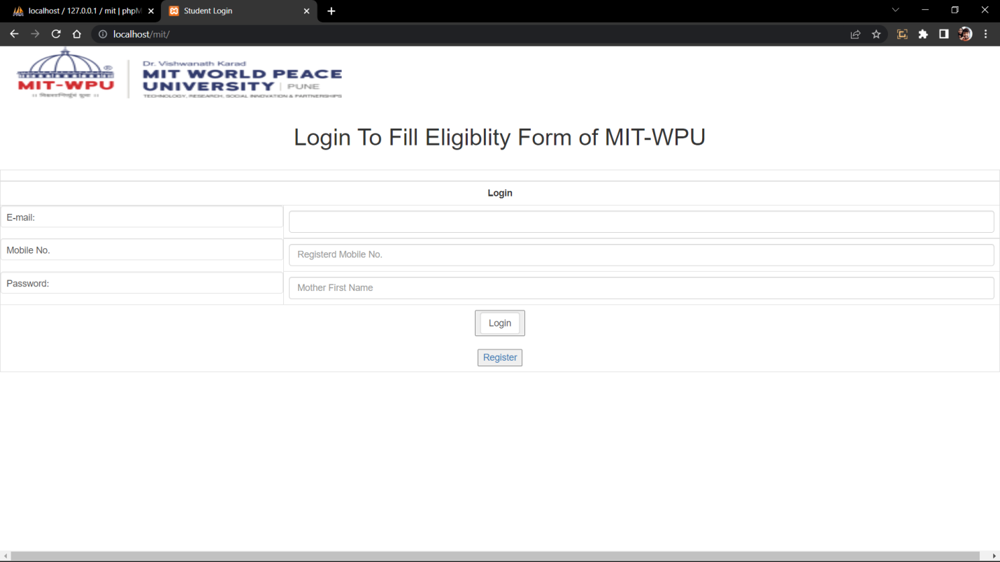 localhost / 127.0.0.1 / mit | phpM
Student Login
localhost/mit/
Dr. Vishwanath Karad
MIT WORLD PEACE
UNIVERSITY | PUNE
TECHNOLOGY, RESEARCH, SOCIAL INNOVATION & PARTNERSHIPS
®
MIT-WPU
Login To Fill Eligiblity Form of MIT-WPU
Login
E-mail:
Mobile No.
Registerd Mobile No.
Password:
Mother First Name
Login
Register